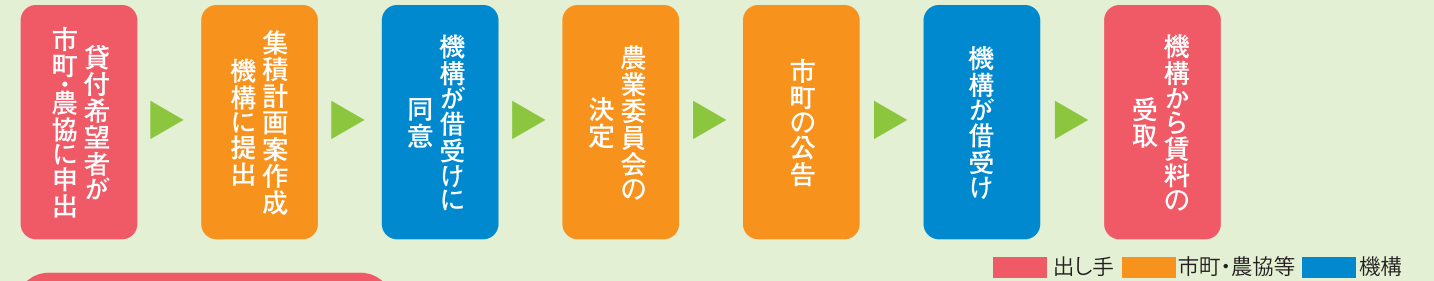 貸付希望者が
市町・農協に申出
集積計画案作成
機構に提出
機構が借受けに
同意
農業委員会の
決定
市町の公告
機構が借受け
機構から賃料の
受取
出し手
市町・農協等
機構